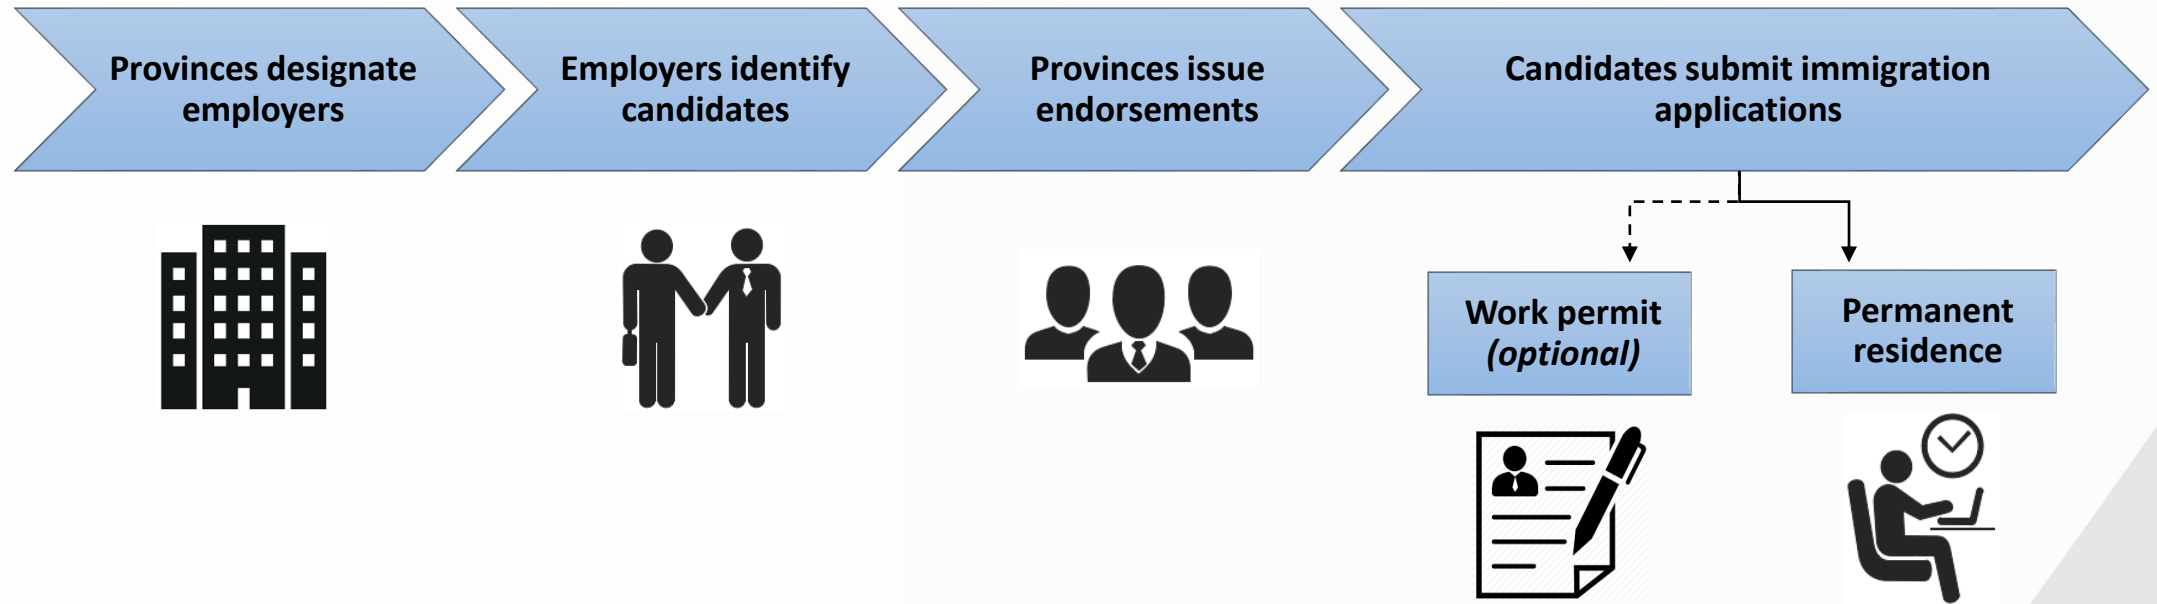 Provinces designate
employers
Employers identify
candidates
Provinces issue
endorsements
Candidates submit immigration
applications
Work permit
(optional)
Permanent
residence